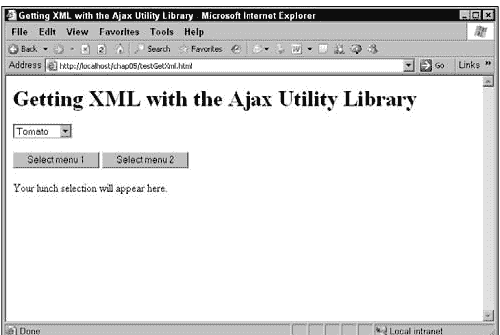 Getting XML with the Ajax Utility Library - Microsoft Internet Explorer
File Edit View Favorites Tools Help
Back Search Favorites
Address http://localhost/chap05/testGetXml.html Go Links »
Getting XML with the Ajax Utility Library
Tomato
Select menu 1 Select menu 2
Your lunch selection will appear here.
Done Local intranet